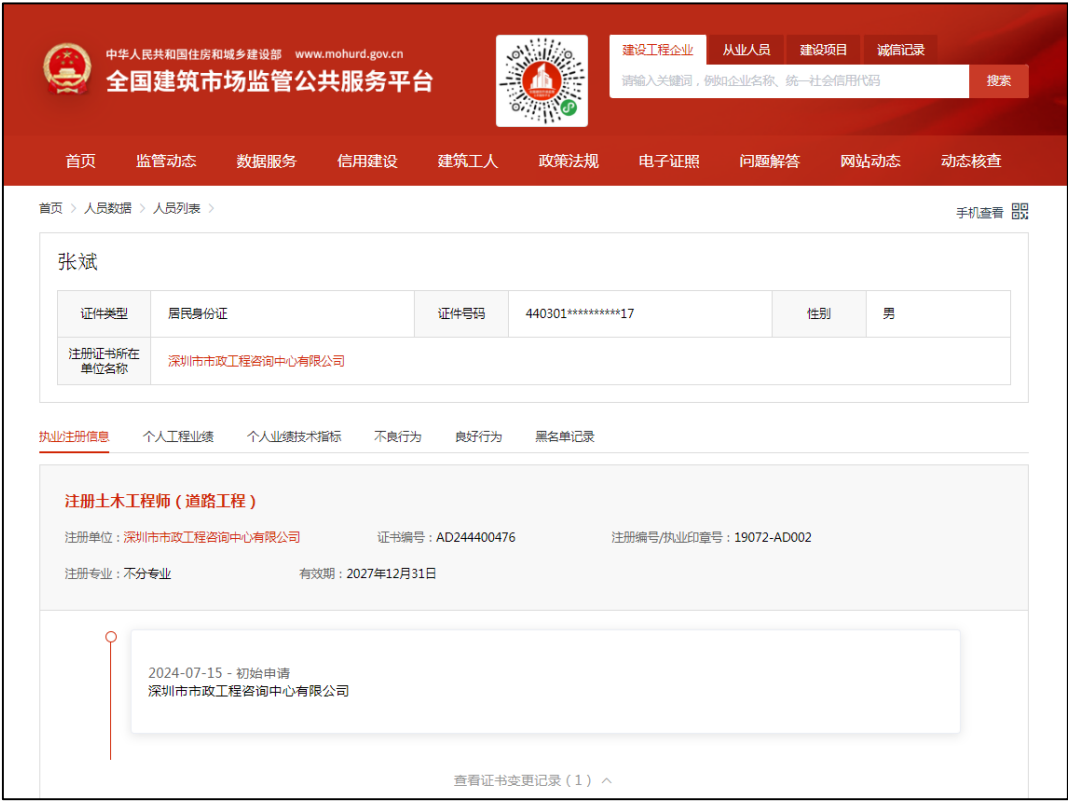 中华人民共和国住房和城乡建设部 www.mohurd.gov.cn
全国建筑市场监管公共服务平台
建设工程企业 从业人员 建设项目 诚信记录
请输入关键词，例如企业名称、统一社会信用代码 搜索
首页 监管动态 数据服务 信用建设 建筑工人 政策法规 电子证照 问题解答 网站动态 动态核查
首页 > 人员数据 > 人员列表 >
手机查看
张斌
证件类型 居民身份证 证件号码 440301**********17 性别 男
注册证书所在
单位名称
深圳市市政工程咨询中心有限公司
执业注册信息 个人工程业绩 个人业绩技术指标 不良行为 良好行为 黑名单记录
注册土木工程师（道路工程）
注册单位：深圳市市政工程咨询中心有限公司 证书编号：AD244400476 注册编号/执业印章号：19072-AD002
注册专业：不分专业 有效期：2027年12月31日
2024-07-15 - 初始申请
深圳市市政工程咨询中心有限公司
查看证书变更记录（1）